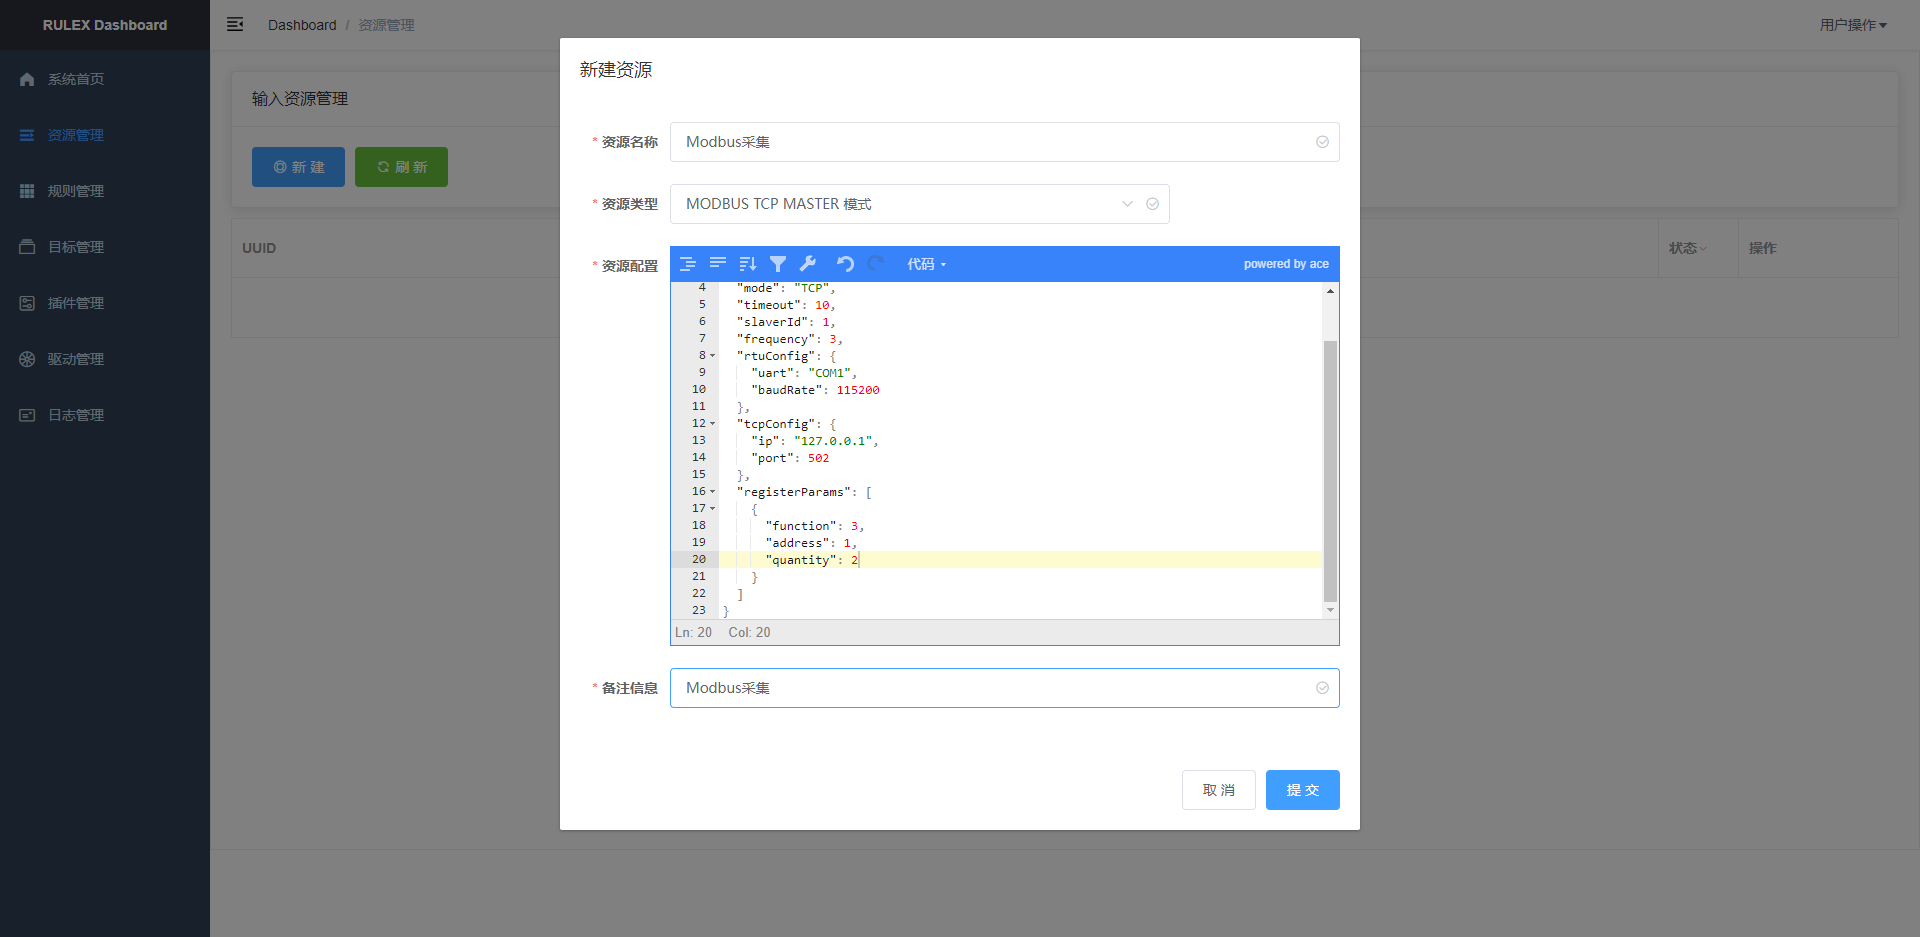 RULEX Dashboard
Dashboard / 资源管理
用户操作
系统首页
资源管理
规则管理
目标管理
插件管理
驱动管理
日志管理
输入资源管理
新 建
刷 新
UUID
状态
操作
新建资源
* 资源名称
Modbus采集
* 资源类型
MODBUS TCP MASTER 模式
* 资源配置
代码
powered by ace
4 "mode": "TCP",
5 "timeout": 10,
6 "slaverId": 1,
7 "frequency": 3,
8 "rtuConfig": {
9 "uart": "COM1",
10 "baudRate": 115200
11 },
12 "tcpConfig": {
13 "ip": "127.0.0.1",
14 "port": 502
15 },
16 "registerParams": [
17 {
18 "function": 3,
19 "address": 1,
20 "quantity": 2
21 }
22 ]
23 }
Ln: 20 Col: 20
* 备注信息
Modbus采集
取 消
提 交